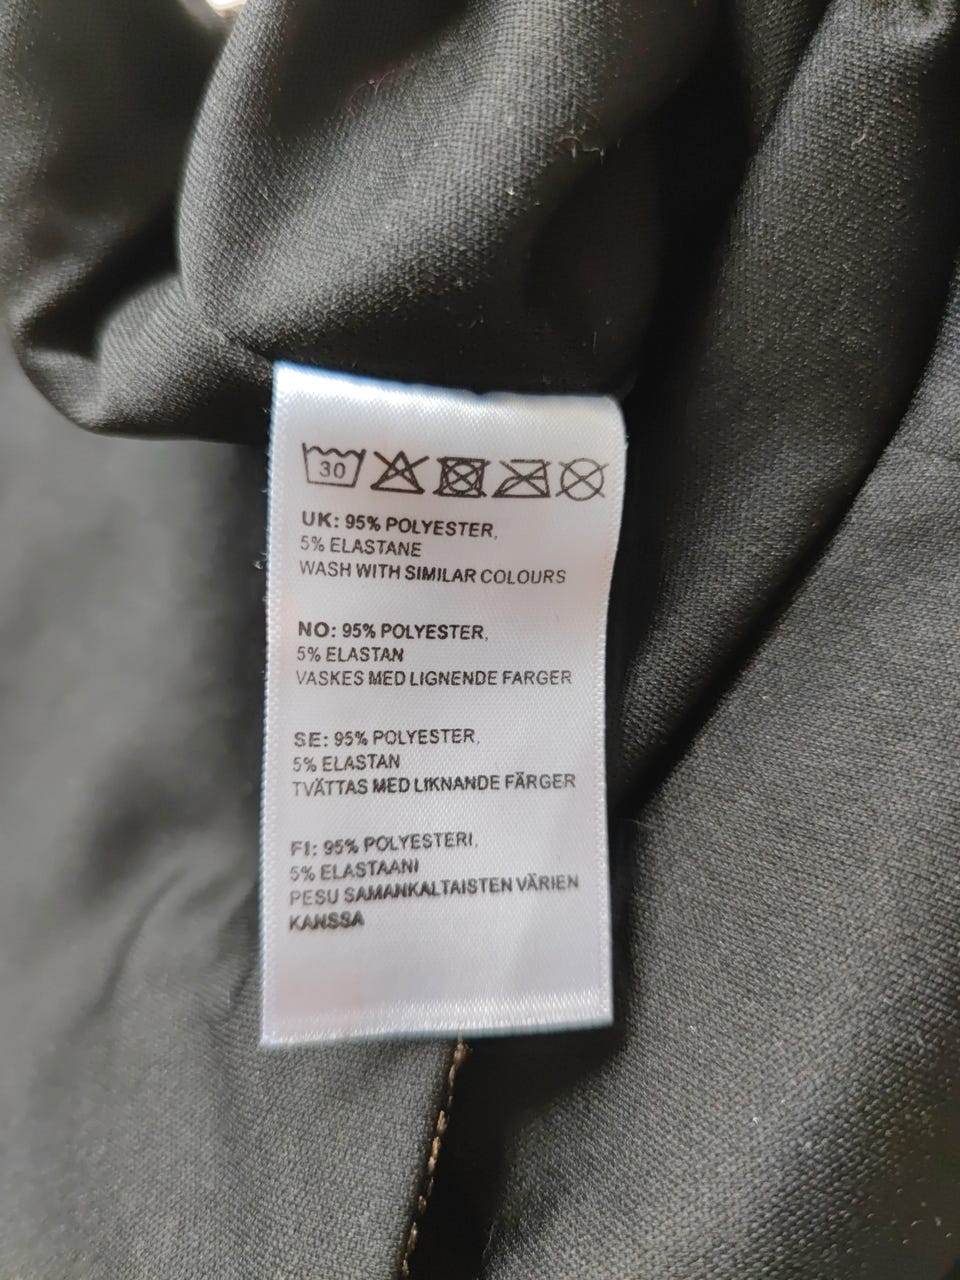 30
UK: 95% POLYESTER,
5% ELASTANE
WASH WITH SIMILAR COLOURS
NO: 95% POLYESTER,
5% ELASTAN
VASKES MED LIGNENDE FARGER
SE: 95% POLYESTER,
5% ELASTAN
TVÄTTAS MED LIKNANDE FÄRGER
FI: 95% POLYESTERI,
5% ELASTAANI
PESU SAMANKALTAISTEN VÄRIEN
KANSSA